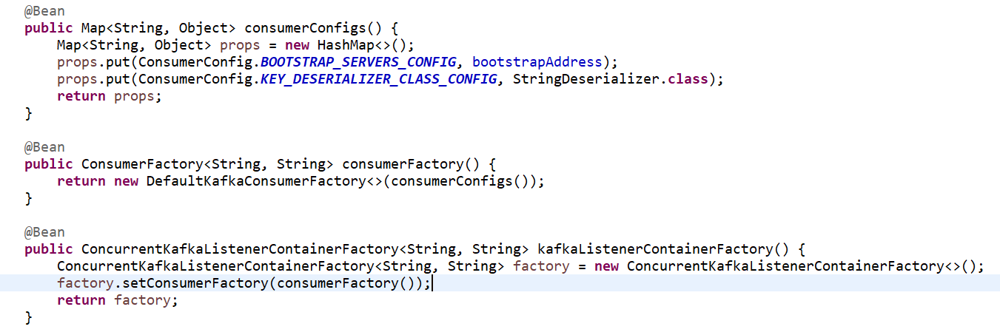 @Bean
public Map<String, Object> consumerConfigs() {
    Map<String, Object> props = new HashMap<>();
    props.put(ConsumerConfig.BOOTSTRAP_SERVERS_CONFIG, bootstrapAddress);
    props.put(ConsumerConfig.KEY_DESERIALIZER_CLASS_CONFIG, StringDeserializer.class);
    return props;
}
@Bean
public ConsumerFactory<String, String> consumerFactory() {
    return new DefaultKafkaConsumerFactory<>(consumerConfigs());
}
@Bean
public ConcurrentKafkaListenerContainerFactory<String, String> kafkaListenerContainerFactory() {
    ConcurrentKafkaListenerContainerFactory<String, String> factory = new ConcurrentKafkaListenerContainerFactory<>();
    factory.setConsumerFactory(consumerFactory());
    return factory;
}